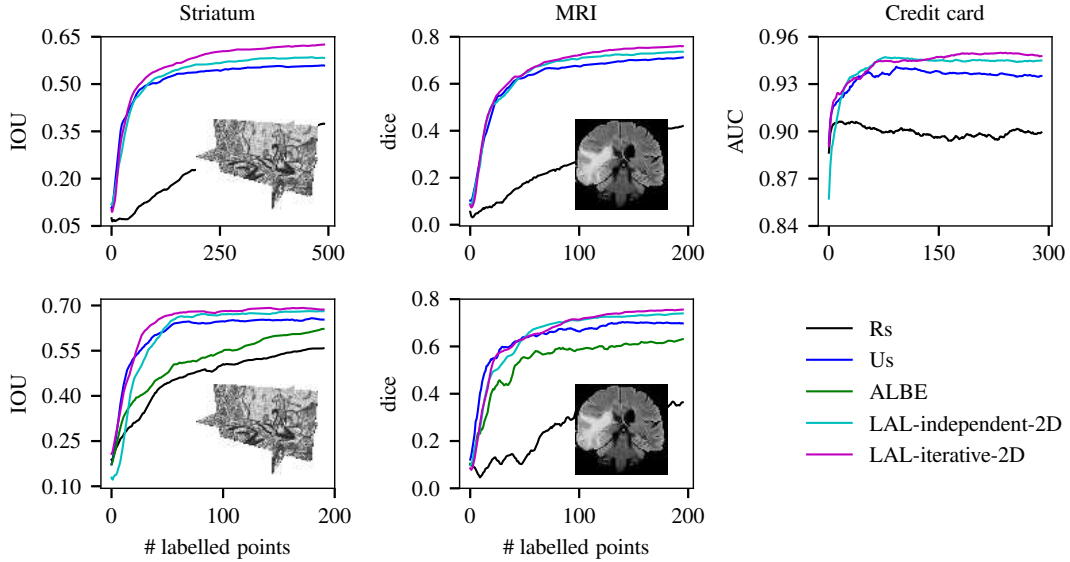 Striatum
MRI
Credit card
0.65
0.50
0.35
0.20
0.05
IOU
0
250
500
0.8
0.6
0.4
0.2
0.0
dice
0
100
200
0.96
0.93
0.90
0.87
0.84
AUC
0
150
300
0.70
0.55
0.40
0.25
0.10
IOU
0
100
200
# labelled points
0.8
0.6
0.4
0.2
0.0
dice
0
100
200
# labelled points
Rs
Us
ALBE
LAL-independent-2D
LAL-iterative-2D